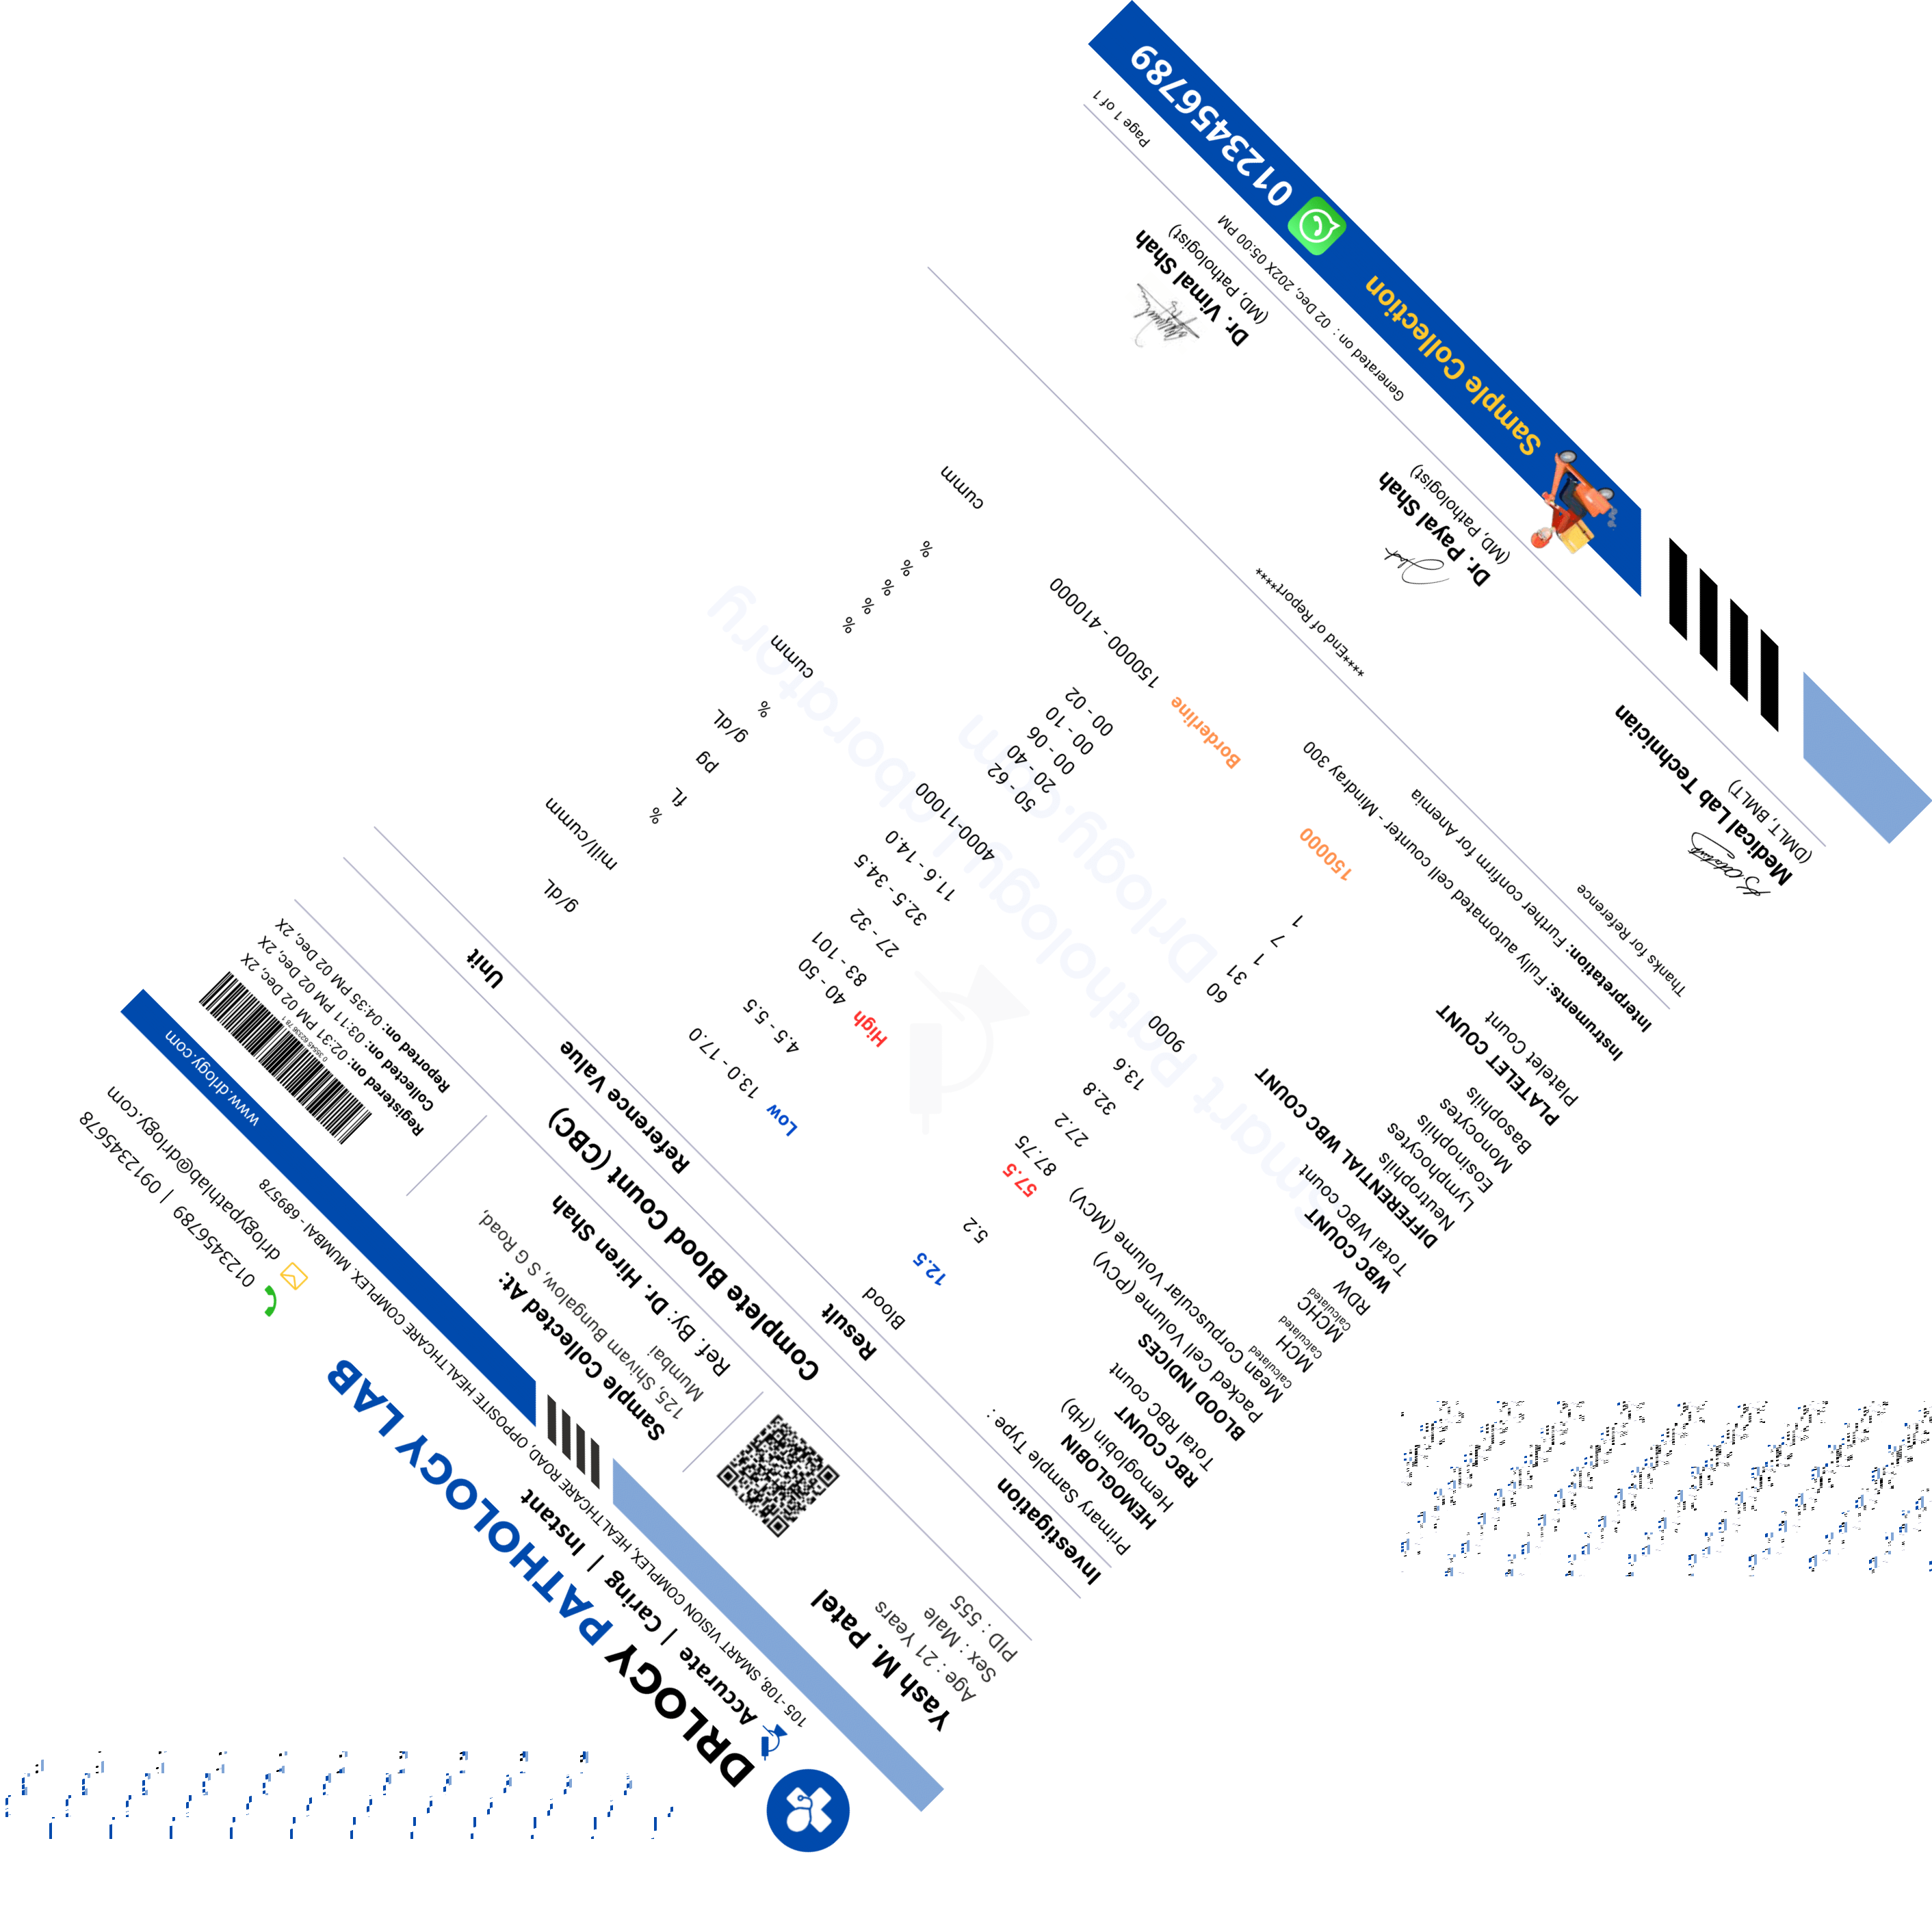 DRLOGY PATHOLOGY LAB
Accurate | Caring | Instant
0123456789 | 0912345678
drlogypathlab@drlogy.com
105-108, SMART VISION COMPLEX, HEALTHCARE ROAD, OPPOSITE HEALTHCARE COMPLEX. MUMBAI - 689578
www.drlogy.com
Yash M. Patel
Age : 21 Years
Sex : Male
PID : 555
Sample Collected At:
125, Shivam Bungalow, S G Road,
Mumbai
Ref. By: Dr. Hiren Shah
Registered on: 02:31 PM 02 Dec, 2X
Collected on: 03:11 PM 02 Dec, 2X
Reported on: 04:35 PM 02 Dec, 2X
Complete Blood Count (CBC)
Investigation Result Reference Value Unit
Primary Sample Type : Blood
HEMOGLOBIN
Hemoglobin (Hb) 12.5 Low 13.0 - 17.0 g/dL
RBC COUNT
Total RBC count 5.2 4.5 - 5.5 mill/cumm
BLOOD INDICES
Packed Cell Volume (PCV) 57.5 High 40 - 50 %
Mean Corpuscular Volume (MCV) 87.75 83 - 101 fL
Calculated
MCH 27.2 27 - 32 pg
Calculated
MCHC 32.8 32.5 - 34.5 g/dL
Calculated
RDW 13.6 11.6 - 14.0 %
WBC COUNT
Total WBC count 9000 4000-11000 cumm
DIFFERENTIAL WBC COUNT
Neutrophils 60 50 - 62 %
Lymphocytes 31 20 - 40 %
Eosinophils 1 00 - 06 %
Monocytes 7 00 - 10 %
Basophils 1 00 - 02 %
PLATELET COUNT
Platelet Count 150000 Borderline 150000 - 410000 cumm
Smart Pathology Laboratory
Drlogy.com
Instruments: Fully automated cell counter - Mindray 300
Interpretation: Further confirm for Anemia
Thanks for Reference
****End of Report****
Medical Lab Technician
(DMLT, BMLT)
Dr. Payal Shah
(MD, Pathologist)
Dr. Vimal Shah
(MD, Pathologist)
Generated on : 02 Dec, 202X 05:00 PM
Page 1 of 1
Sample Collection
0123456789